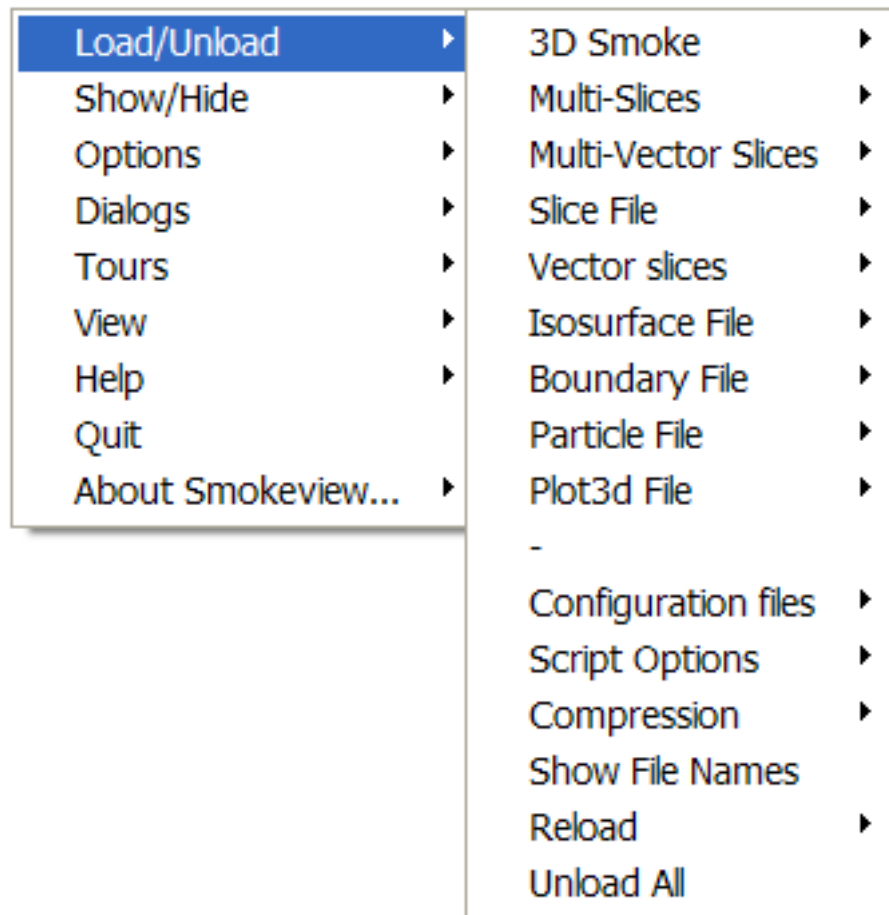 Load/Unload
Show/Hide
Options
Dialogs
Tours
View
Help
Quit
About Smokeview...
3D Smoke
Multi-Slices
Multi-Vector Slices
Slice File
Vector slices
Isosurface File
Boundary File
Particle File
Plot3d File
-
Configuration files
Script Options
Compression
Show File Names
Reload
Unload All